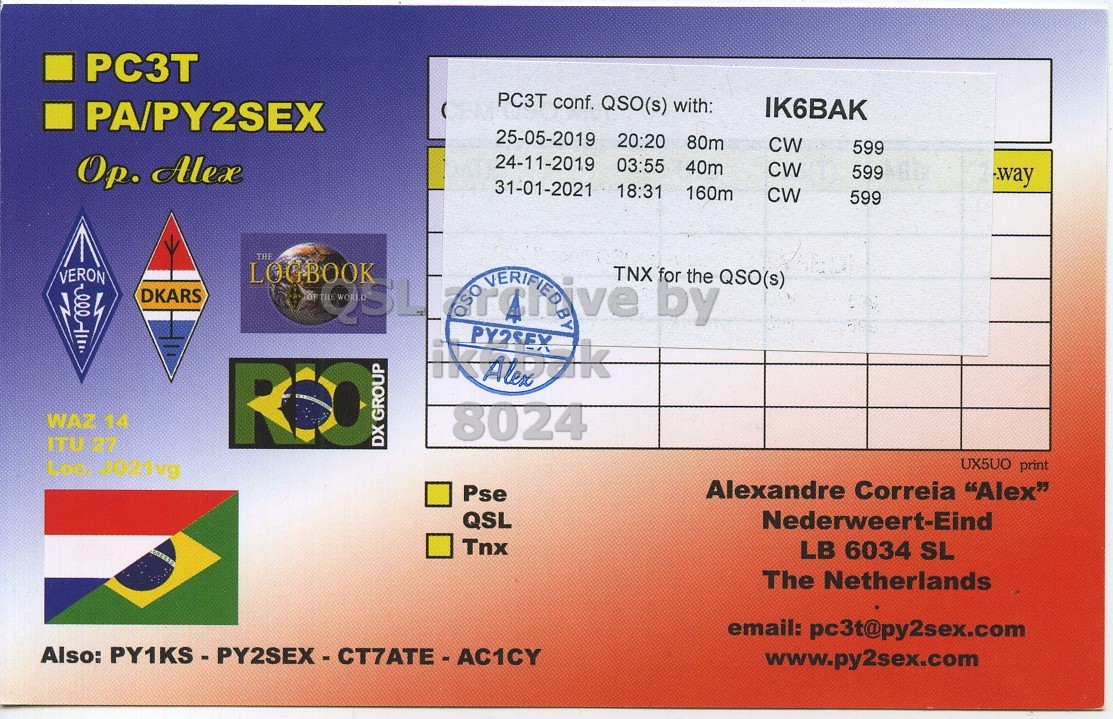 PC3T
PA/PY2SEX
Op. Alex
VERON
DKARS
THE
LOGBOOK
OF THE WORLD
RIO
DX GROUP
WAZ 14
ITU 27
Loc. JO21vg
PC3T conf. QSO(s) with: IK6BAK
25-05-2019 20:20 80m CW 599
24-11-2019 03:55 40m CW 599
31-01-2021 18:31 160m CW 599
-way
TNX for the QSO(s)
QSO VERIFIED BY
PY2SEX
Alex
QSL archive by
ik6bak
8024
UX5UO print
Pse
QSL
Tnx
Alexandre Correia “Alex”
Nederweert-Eind
LB 6034 SL
The Netherlands
email: pc3t@py2sex.com
www.py2sex.com
Also: PY1KS - PY2SEX - CT7ATE - AC1CY